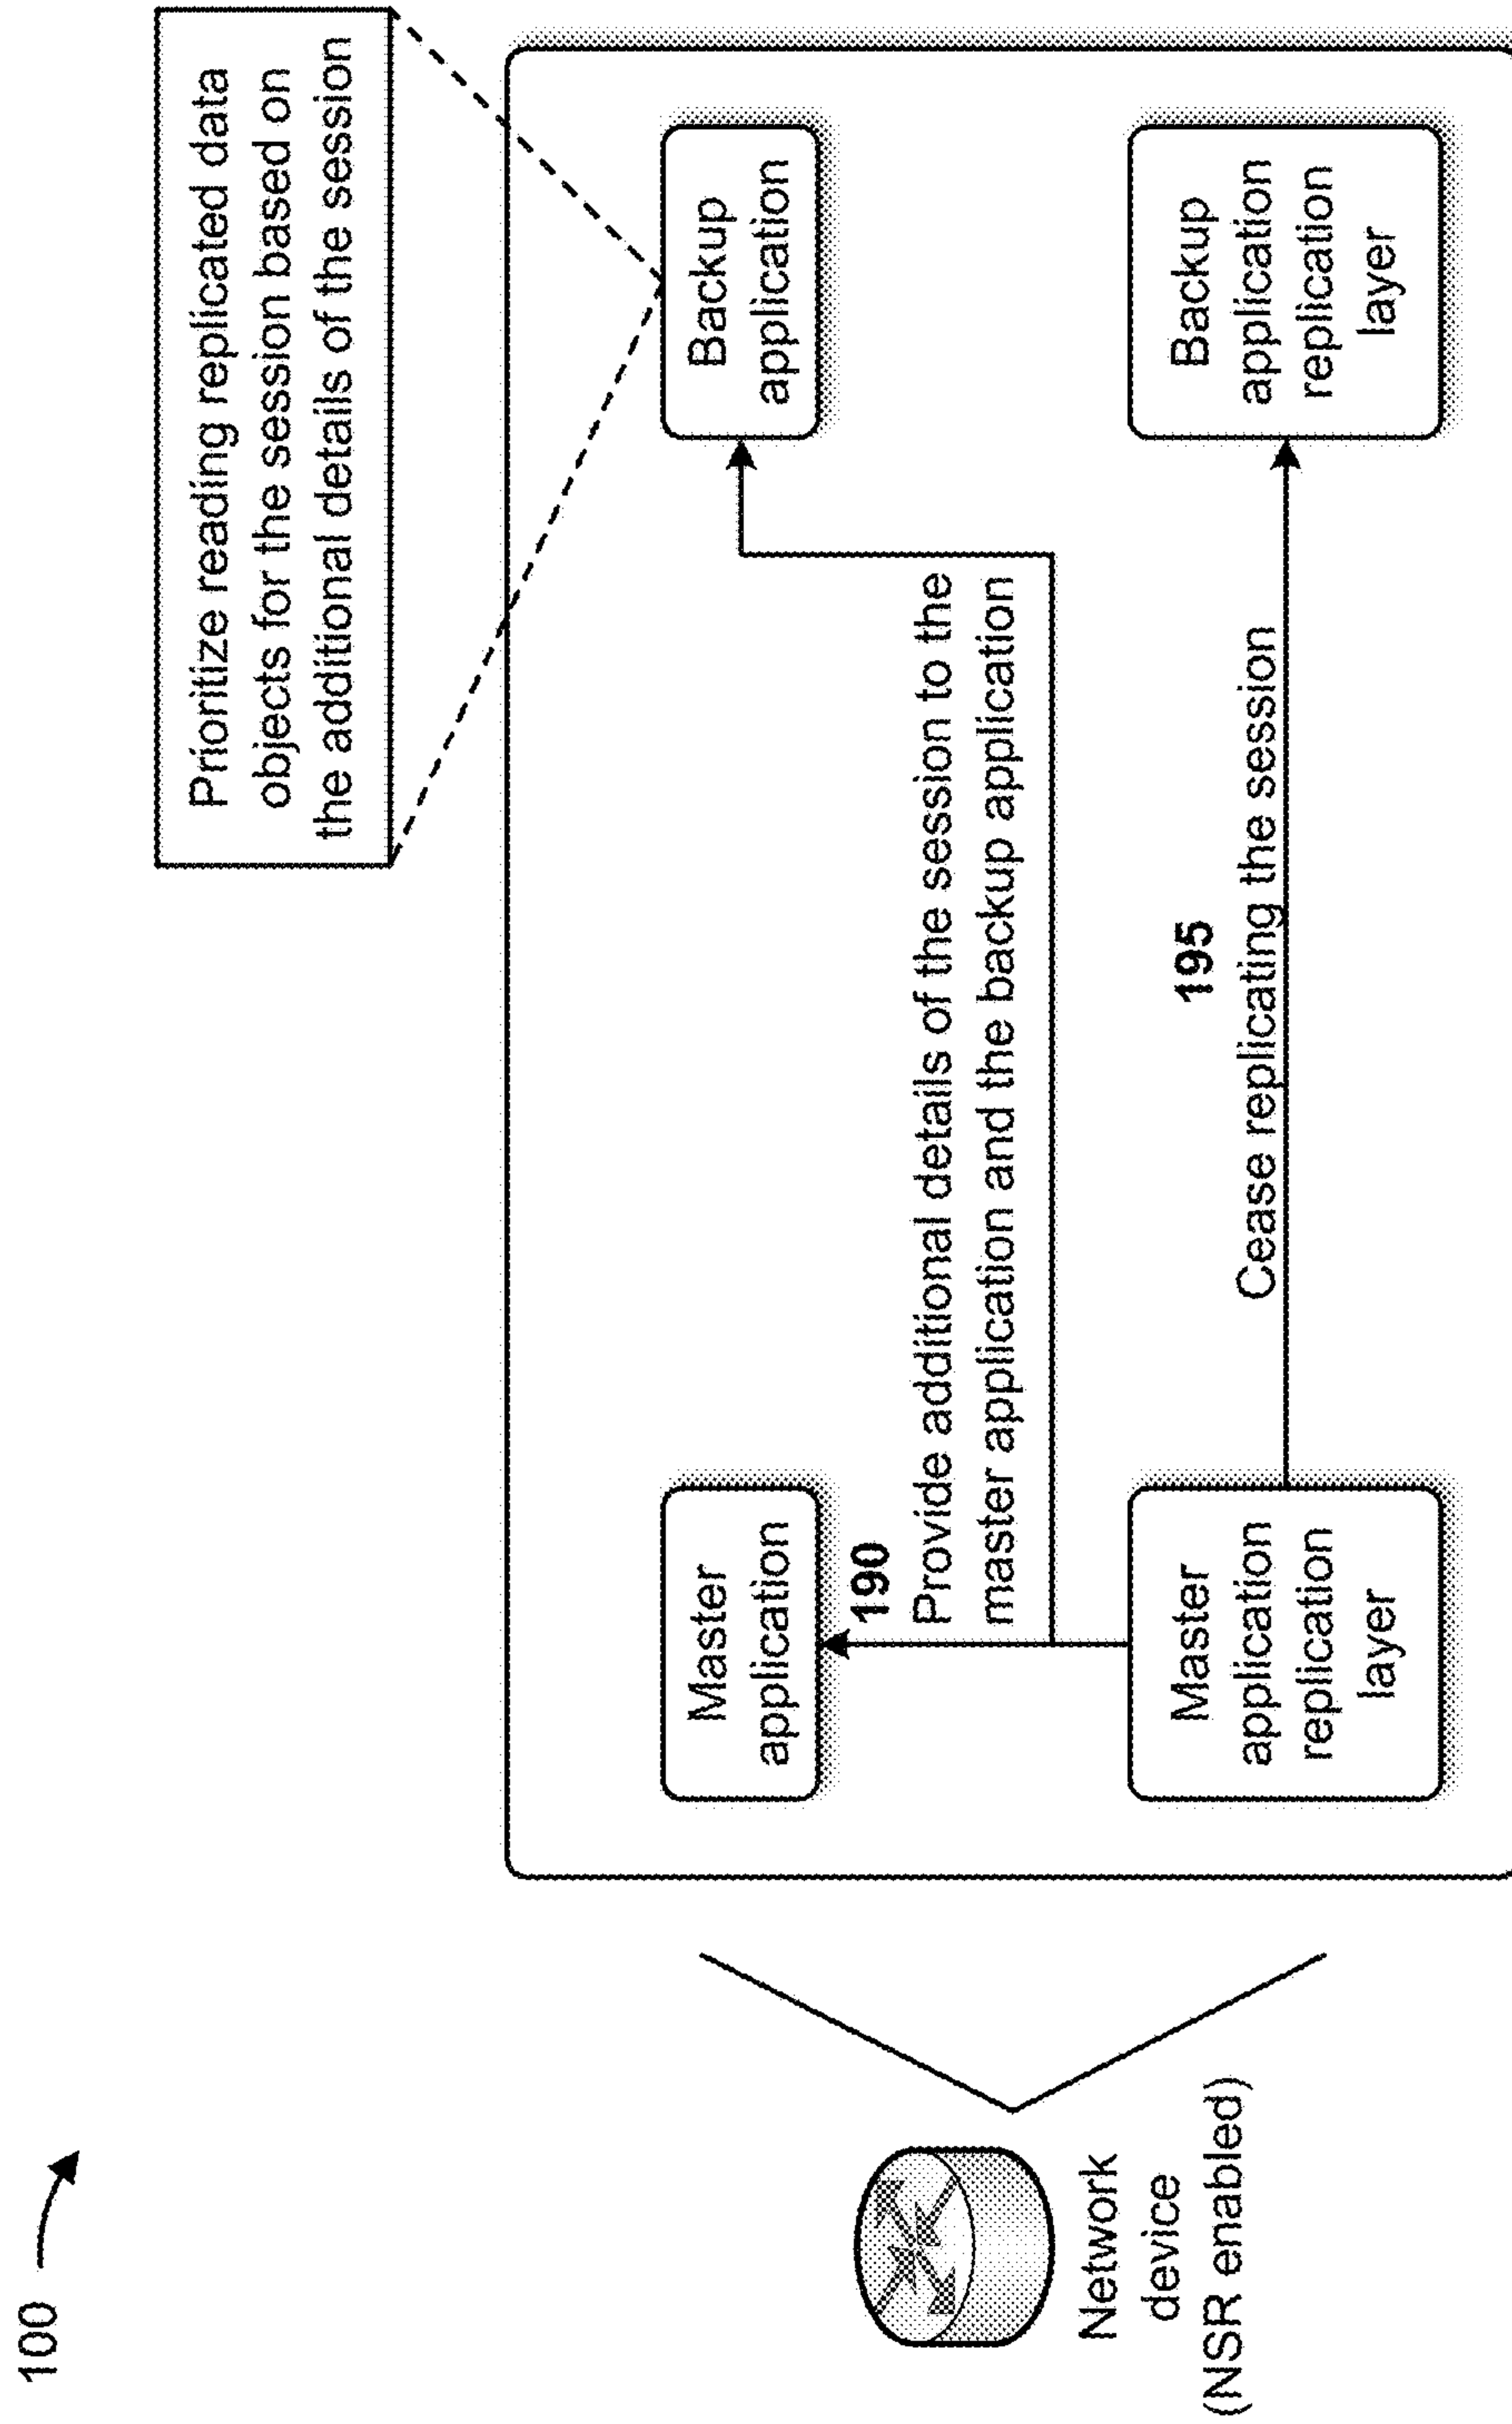 100
Prioritize reading replicated data
objects for the session based on
the additional details of the session
Master
application
Backup
application
190
Provide additional details of the session to the
master application and the backup application
Network
device
(NSR enabled)
195
Cease replicating the session
Master
application
replication
layer
Backup
application
replication
layer